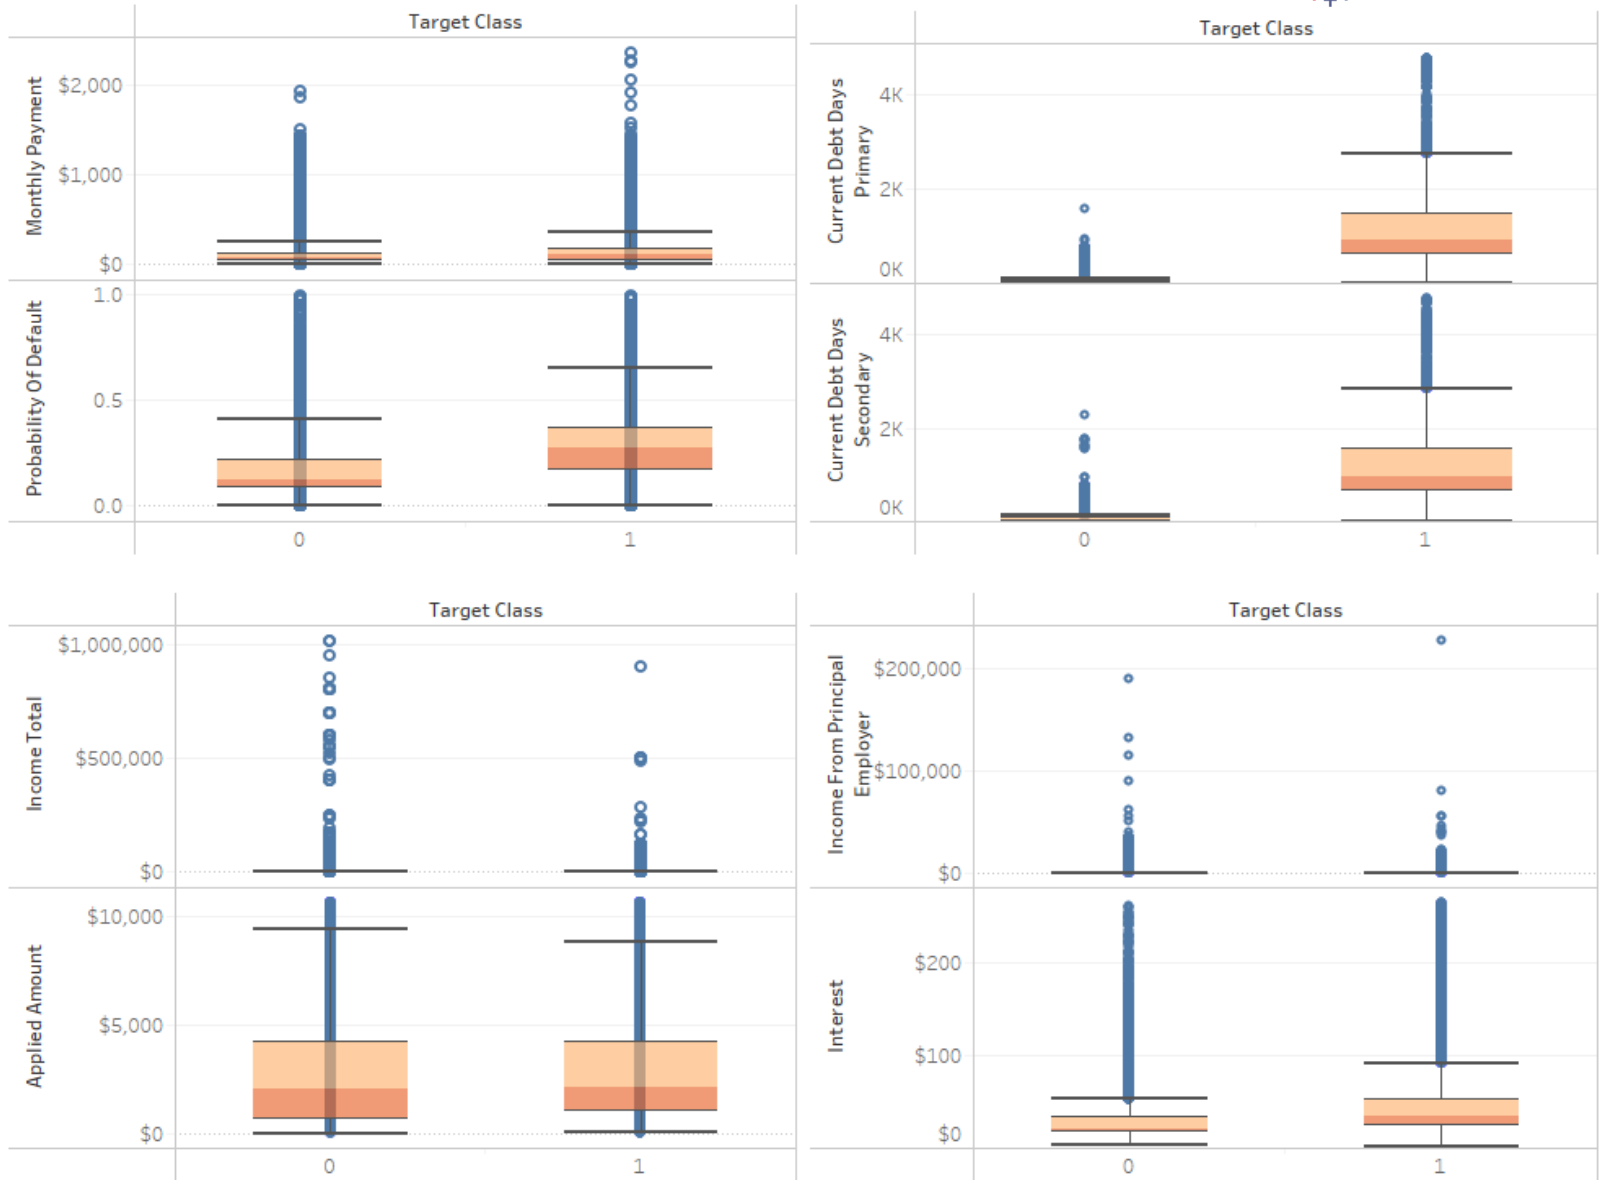 Target Class
Monthly Payment
$2,000
$1,000
$0
Probability Of Default
1.0
0.5
0.0
0
1
Target Class
Current Debt Days
Primary
4K
2K
0K
Current Debt Days
Secondary
4K
2K
0K
0
1
Target Class
Income Total
$1,000,000
$500,000
$0
Applied Amount
$10,000
$5,000
$0
0
1
Target Class
Income From Principal
Employer
$200,000
$100,000
$0
Interest
$200
$100
$0
0
1